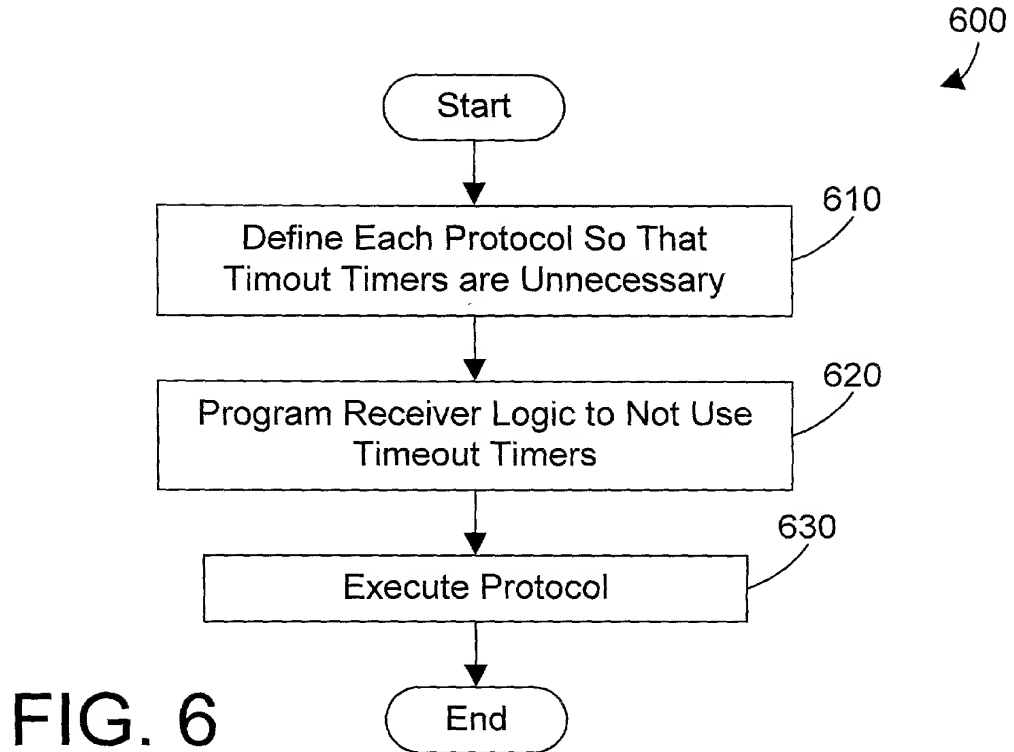 600
Start
610
Define Each Protocol So That
Timout Timers are Unnecessary
620
Program Receiver Logic to Not Use
Timeout Timers
630
Execute Protocol
End
FIG. 6